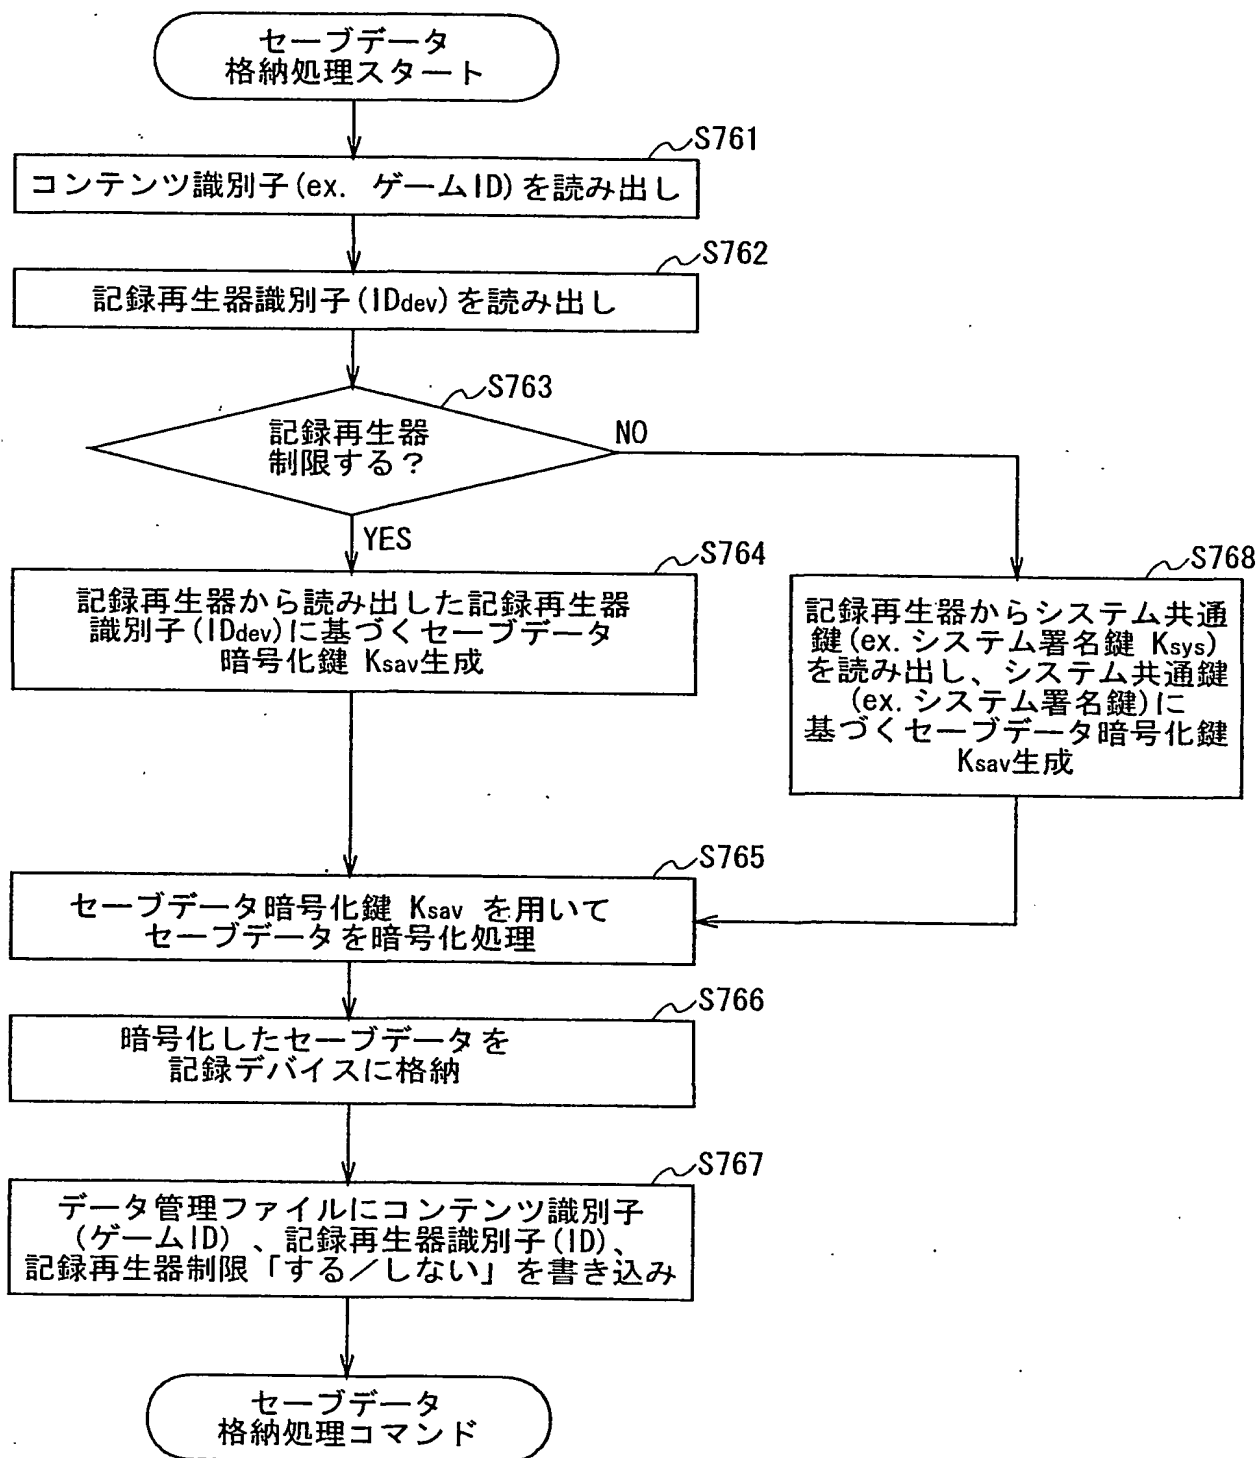 セーブデータ
格納処理スタート
S761
コンテンツ識別子(ex. ゲームID)を読み出し
S762
記録再生器識別子(IDdev)を読み出し
S763
記録再生器
制限する?
NO
YES
S764
記録再生器から読み出した記録再生器
識別子(IDdev)に基づくセーブデータ
暗号化鍵 Ksav生成
S768
記録再生器からシステム共通
鍵(ex.システム署名鍵 Ksys)
を読み出し、システム共通鍵
(ex.システム署名鍵)に
基づくセーブデータ暗号化鍵
Ksav生成
S765
セーブデータ暗号化鍵 Ksav を用いて
セーブデータを暗号化処理
S766
暗号化したセーブデータを
記録デバイスに格納
S767
データ管理ファイルにコンテンツ識別子
(ゲームID)、記録再生器識別子(ID)、
記録再生器制限「する/しない」を書き込み
セーブデータ
格納処理コマンド